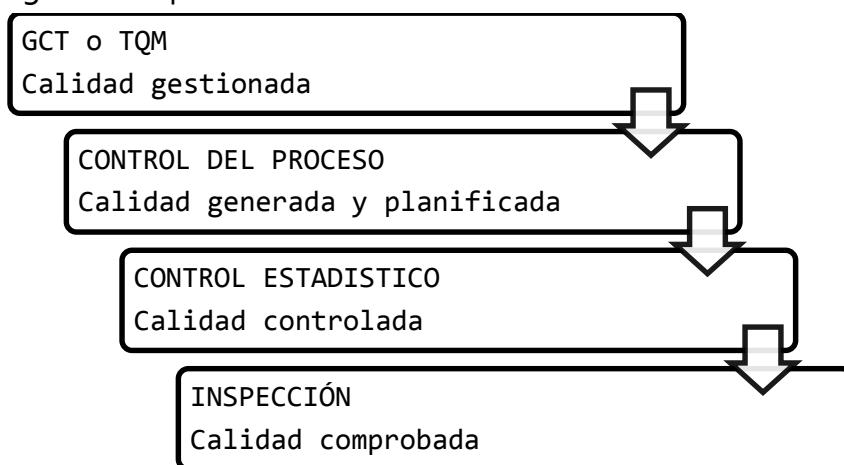 GCT o TQM
Calidad gestionada
CONTROL DEL PROCESO
Calidad generada y planificada
CONTROL ESTADISTICO
Calidad controlada
INSPECCIÓN
Calidad comprobada